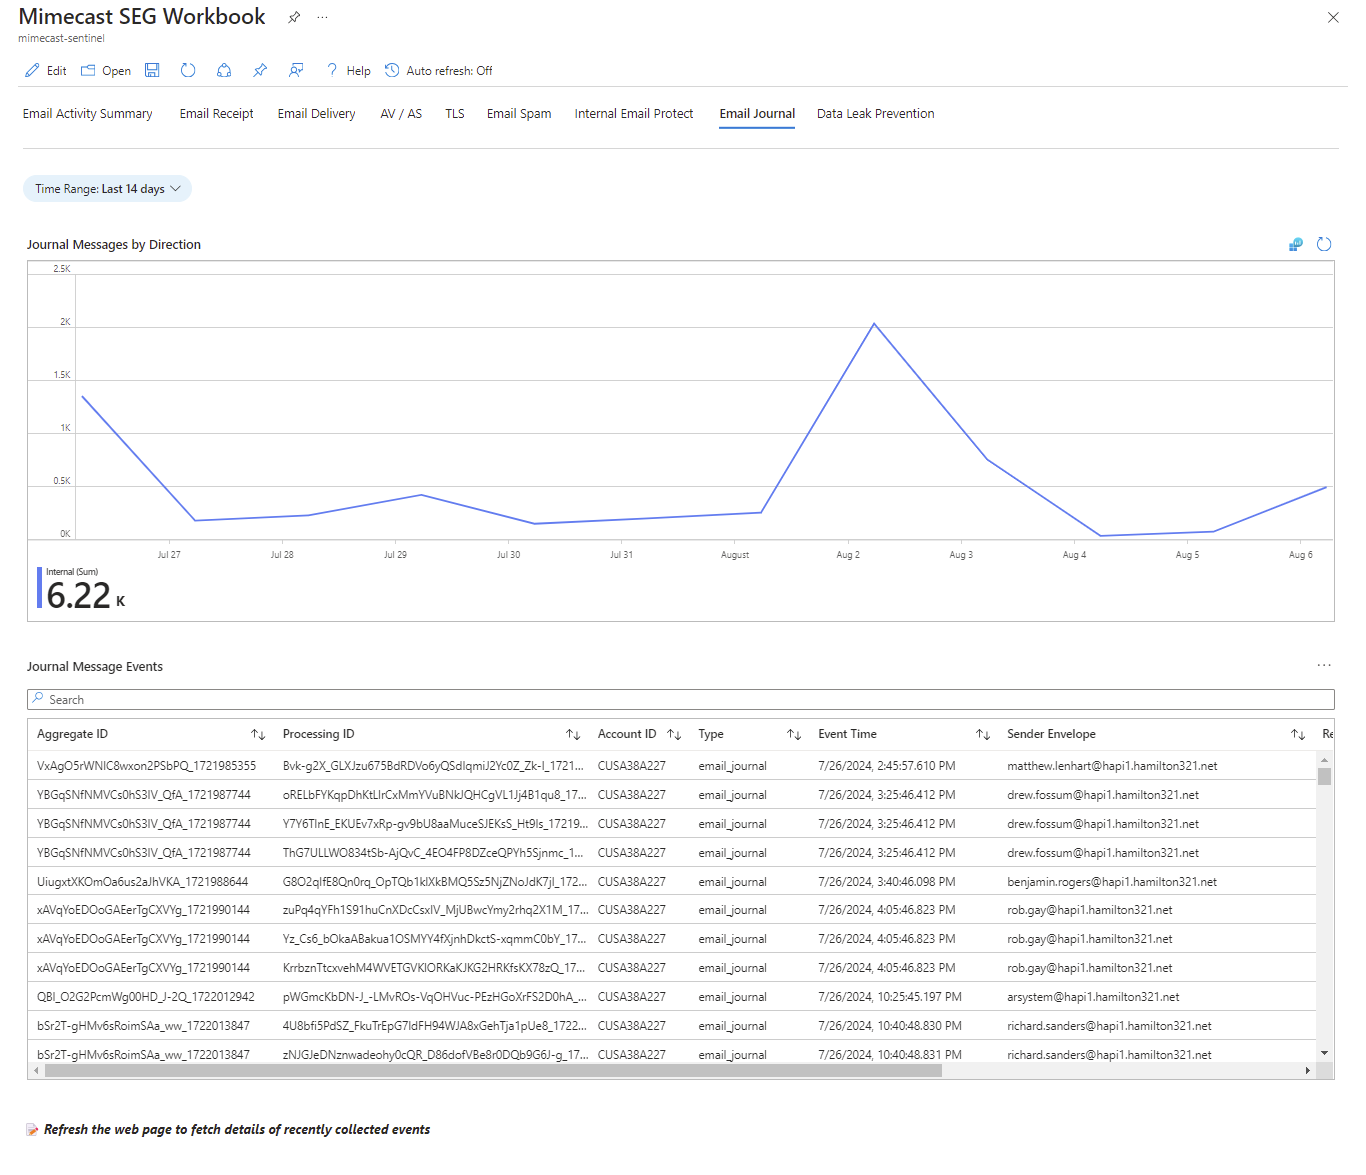 Mimecast SEG Workbook
mimecast-sentinel
Edit Open Help Auto refresh: Off
Email Activity Summary Email Receipt Email Delivery AV / AS TLS Email Spam Internal Email Protect Email Journal Data Leak Prevention
Time Range: Last 14 days
Journal Messages by Direction
2.5K
2K
1.5K
1K
0.5K
0K
Jul 27 Jul 28 Jul 29 Jul 30 Jul 31 August Aug 2 Aug 3 Aug 4 Aug 5 Aug 6
Internal (Sum)
6.22 K
Journal Message Events
Search
Aggregate ID Processing ID Account ID Type Event Time Sender Envelope Re
VxAgO5rWNIC8wxon2PSbPQ_1721985355 Bvk-g2X_GLXJzu675BdRDVo6yQSdIqmiJ2Yc0Z_Zk-I_1721... CUSA38A227 email_journal 7/26/2024, 2:45:57.610 PM matthew.lenhart@hapi1.hamilton321.net
YBGqSNfNMVCs0hS3IV_QfA_1721987744 oRELbFYKqpDhKtLIrCxMmYVuBNkJQHCgVL1Jj4B1qu8_17... CUSA38A227 email_journal 7/26/2024, 3:25:46.412 PM drew.fossum@hapi1.hamilton321.net
YBGqSNfNMVCs0hS3IV_QfA_1721987744 Y7Y6TlnE_EKUEv7xRp-gv9bU8aaMuceSJEKsS_Ht9ls_17219... CUSA38A227 email_journal 7/26/2024, 3:25:46.412 PM drew.fossum@hapi1.hamilton321.net
YBGqSNfNMVCs0hS3IV_QfA_1721987744 ThG7ULLWO834tSb-AjQvC_4EO4FP8DZceQPYh5Sjnmc_1... CUSA38A227 email_journal 7/26/2024, 3:25:46.412 PM drew.fossum@hapi1.hamilton321.net
UiugxtXKOmOa6us2aJhVKA_1721988644 G8O2qIfE8Qn0rq_OpTQb1kIXkBMQ5Sz5NjZNoJdK7jI_172... CUSA38A227 email_journal 7/26/2024, 3:40:46.098 PM benjamin.rogers@hapi1.hamilton321.net
xAVqYoEDOoGAEerTgCXVYg_1721990144 zuPq4qYFh1S91huCnXDcCsxIV_MjUBwcYmy2rhq2X1M_17... CUSA38A227 email_journal 7/26/2024, 4:05:46.823 PM rob.gay@hapi1.hamilton321.net
xAVqYoEDOoGAEerTgCXVYg_1721990144 Yz_Cs6_bOkaABakua1OSMYY4fXjnhDkctS-xqmmC0bY_17... CUSA38A227 email_journal 7/26/2024, 4:05:46.823 PM rob.gay@hapi1.hamilton321.net
xAVqYoEDOoGAEerTgCXVYg_1721990144 KrrbznTtcxvehM4WVETGVKIORKaKJKG2HRKfsKX78zQ_17... CUSA38A227 email_journal 7/26/2024, 4:05:46.823 PM rob.gay@hapi1.hamilton321.net
QBI_O2G2PcmWg00HD_J-2Q_1722012942 pWGmcKbDN-J_-LMvROs-VqOHVuc-PEzHGoXrFS2D0hA_... CUSA38A227 email_journal 7/26/2024, 10:25:45.197 PM arsystem@hapi1.hamilton321.net
bSr2T-gHMv6sRoimSAa_ww_1722013847 4U8bfi5PdSZ_FkuTrEpG7IdFH94WJA8xGehTja1pUe8_1722... CUSA38A227 email_journal 7/26/2024, 10:40:48.830 PM richard.sanders@hapi1.hamilton321.net
bSr2T-gHMv6sRoimSAa_ww_1722013847 zNJGJeDNznwadeohy0cQR_D86dofVBe8r0DQb9G6J-g_17... CUSA38A227 email_journal 7/26/2024, 10:40:48.831 PM richard.sanders@hapi1.hamilton321.net
Refresh the web page to fetch details of recently collected events